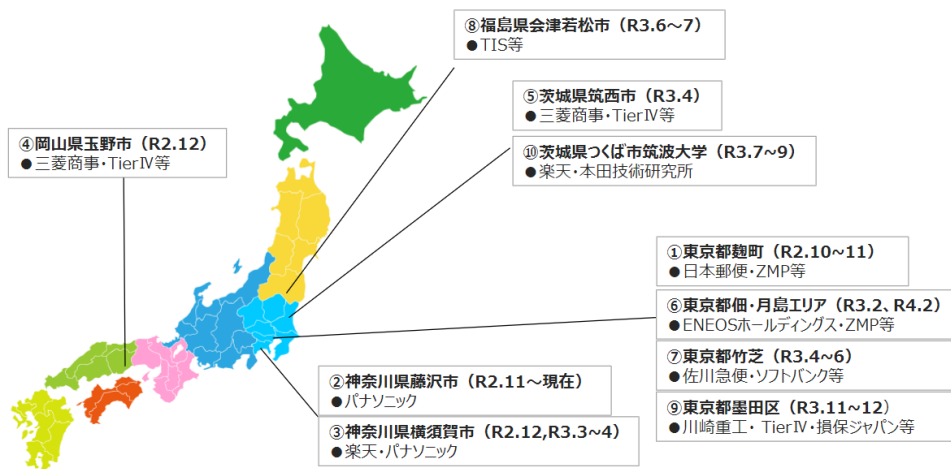 ⑧福島県会津若松市（R3.6～7）
●TIS等
⑤茨城県筑西市（R3.4）
●三菱商事・TierⅣ等
⑩茨城県つくば市筑波大学（R3.7~9）
●楽天・本田技術研究所
④岡山県玉野市（R2.12）
●三菱商事・TierⅣ等
①東京都麹町（R2.10~11）
●日本郵便・ZMP等
⑥東京都佃・月島エリア（R3.2、R4.2）
●ENEOSホールディングス・ZMP等
⑦東京都竹芝（R3.4~6）
●佐川急便・ソフトバンク等
⑨東京都墨田区（R3.11~12）
●川崎重工・ TierⅣ・損保ジャパン等
②神奈川県藤沢市（R2.11～現在）
●パナソニック
③神奈川県横須賀市（R2.12,R3.3~4）
●楽天・パナソニック